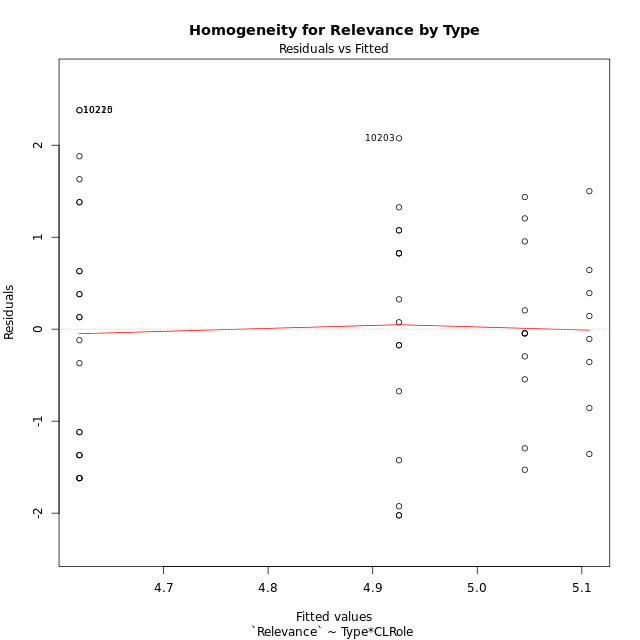 Homogeneity for Relevance by Type
Residuals vs Fitted
10203
2
1
0
-1
-2
Residuals
4.7 4.8 4.9 5.0 5.1
Fitted values
`Relevance` ~ Type*CLRole